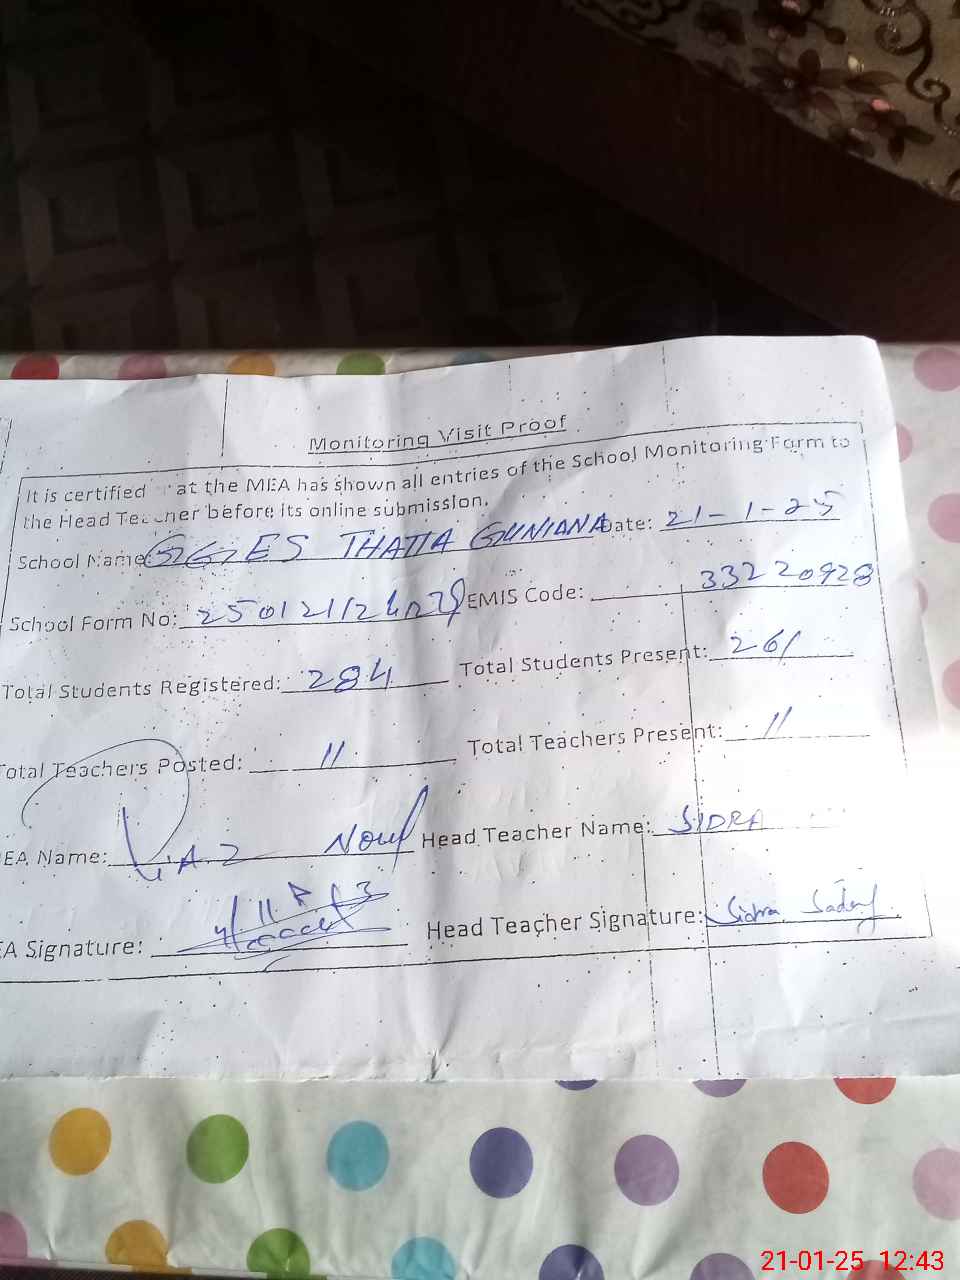 Monitoring Visit Proof
It is certified at the MEA has shown all entries of the School Monitoring Form to
the Head Teacher before its online submission.
School Name GGES THATTA GUNIANA Date: 21-1-25
School Form No: EMIS Code: 33220928
Total Students Registered: 284 Total Students Present: 261
Total Teachers Posted: 11 Total Teachers Present: 11
EA Name: Head Teacher Name: SIDRA
EA Signature: Head Teacher Signature: Sidra
21-01-25 12:43